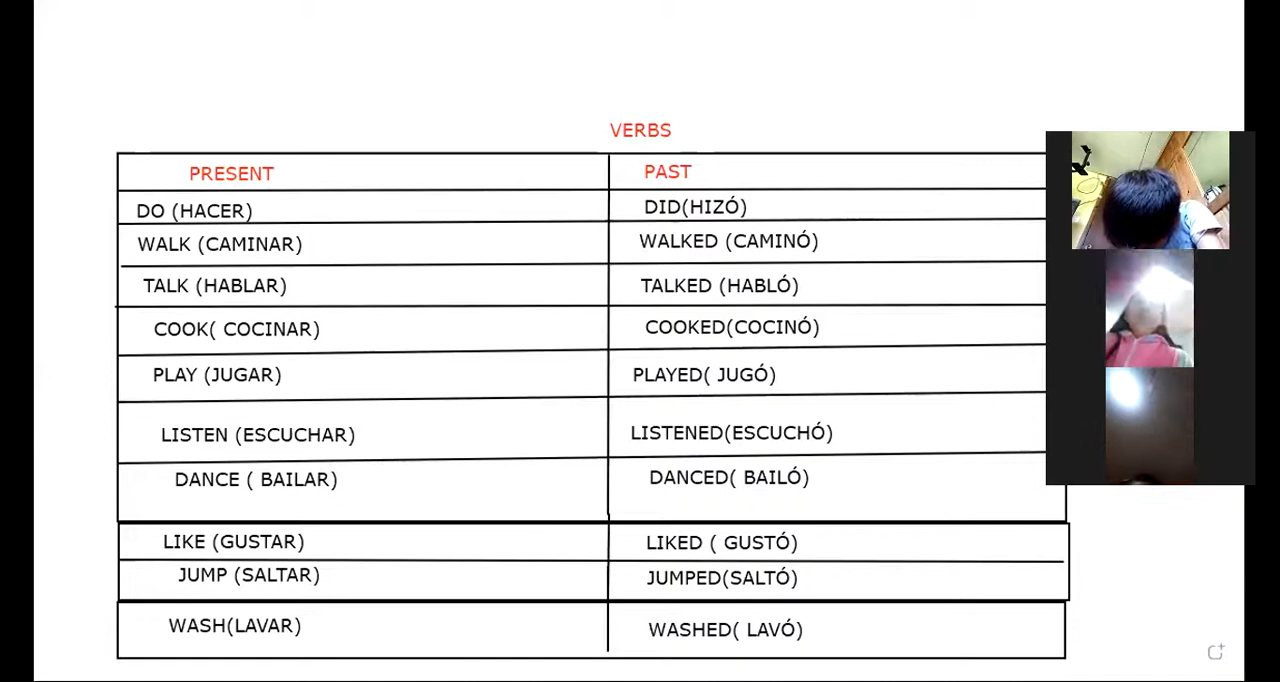 VERBS
PRESENT PAST
DO (HACER) DID(HIZÓ)
WALK (CAMINAR) WALKED (CAMINÓ)
TALK (HABLAR) TALKED (HABLÓ)
COOK( COCINAR) COOKED(COCINÓ)
PLAY (JUGAR) PLAYED( JUGÓ)
LISTEN (ESCUCHAR) LISTENED(ESCUCHÓ)
DANCE ( BAILAR) DANCED( BAILÓ)
LIKE (GUSTAR) LIKED ( GUSTÓ)
JUMP (SALTAR) JUMPED(SALTÓ)
WASH(LAVAR) WASHED( LAVÓ)